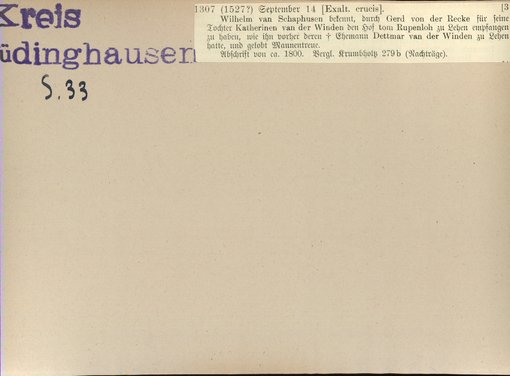 Kreis
üdinghausen
S. 33
1307 (1527?) September 14 [Exalt. crucis]. [3
Wilhelm van Schaphusen bekennt, durch Gerd von der Recke für seine
Tochter Katherinen van der Winden den Hof tom Rupenloh zu Lehen empfangen
zu haben, wie ihn vorher deren † Ehemann Dettmar van der Winden zu Lehen
hatte, und gelobt Mannentreue.
Abschrift von ca. 1800. Vergl. Krumbholtz 279 b (Nachträge).